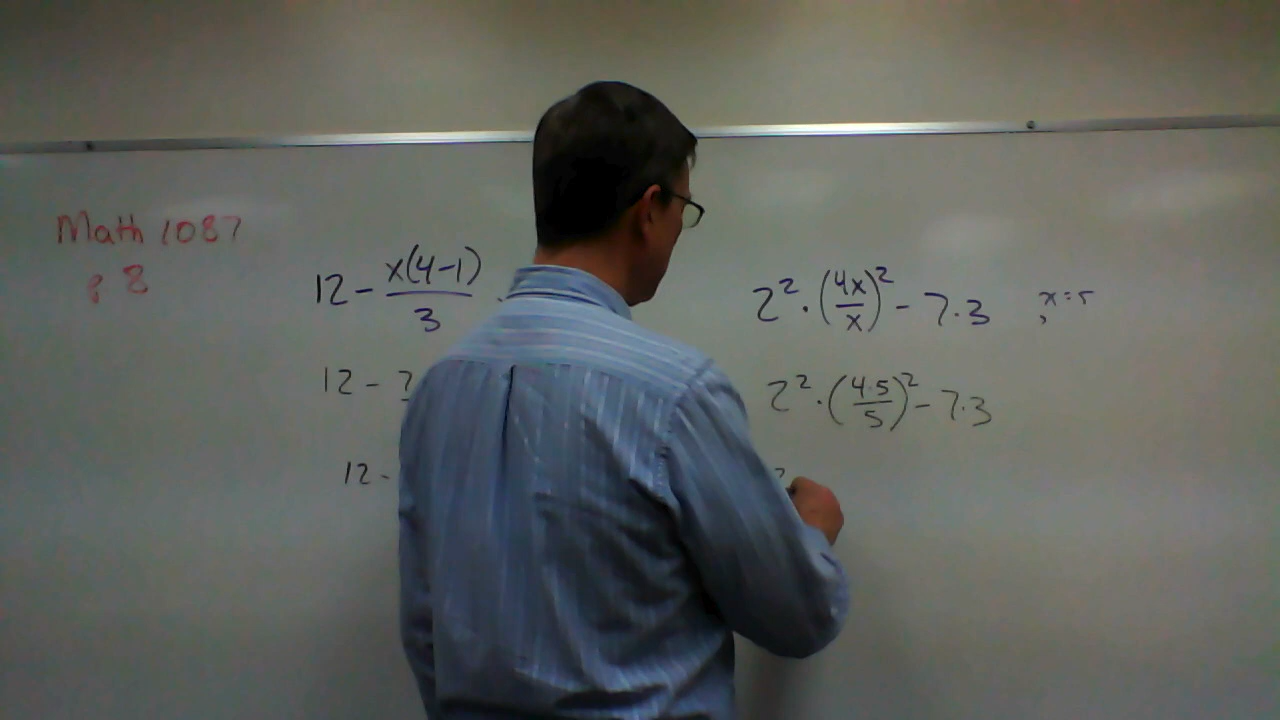 Math 1087
p 8
12 - x(4-1)/3
12 -
12 -
2² · (4x/x)² - 7·3 , x=5
2² · (4·5/5)² - 7·3
2